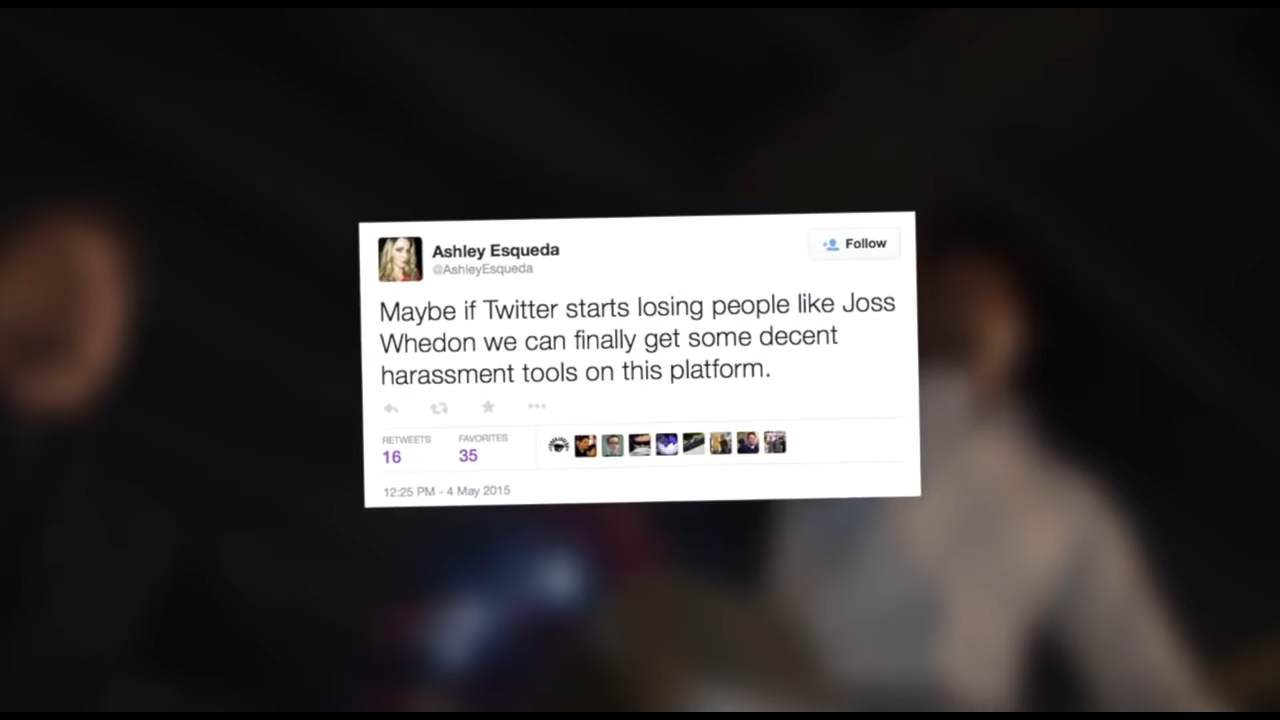 Ashley Esqueda
@AshleyEsqueda
Follow
Maybe if Twitter starts losing people like Joss
Whedon we can finally get some decent
harassment tools on this platform.
RETWEETS FAVORITES
16 35
12:25 PM - 4 May 2015